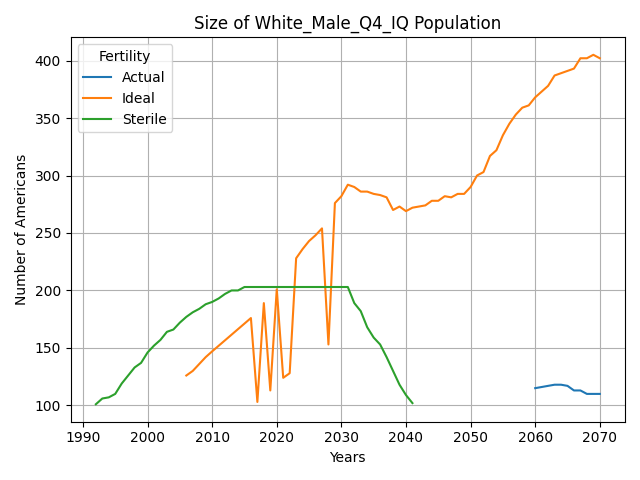 Size of White_Male_Q4_IQ Population
Fertility
Actual
Ideal
Sterile
Number of Americans
400
350
300
250
200
150
100
1990 2000 2010 2020 2030 2040 2050 2060 2070
Years